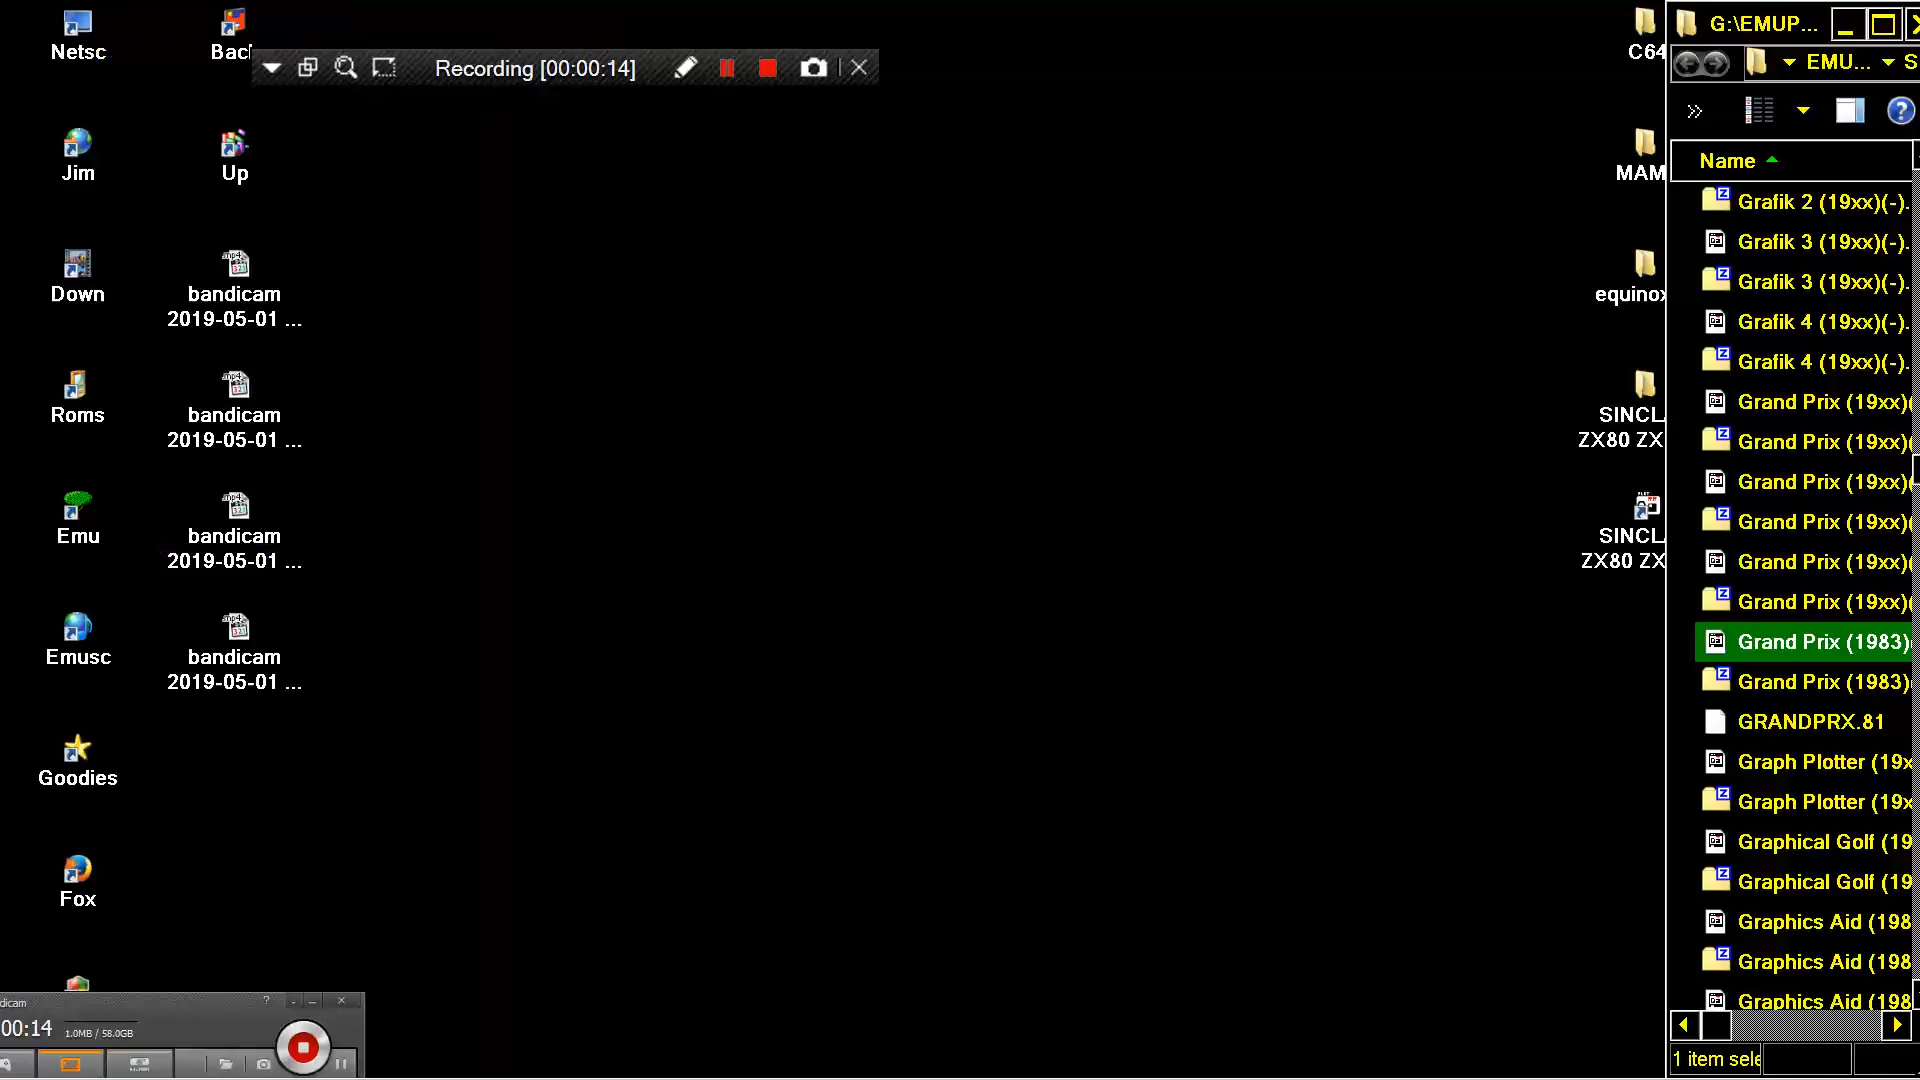 Netsc
Jim
Down
Roms
Emu
Emusc
Goodies
Fox
Up
bandicam
2019-05-01 ...
bandicam
2019-05-01 ...
bandicam
2019-05-01 ...
bandicam
2019-05-01 ...
Recording [00:00:14]
C64
MAM
equinox
SINCL
ZX80 ZX
SINCL
ZX80 ZX
G:\EMUP...
EMU... S
Name
Grafik 2 (19xx)(-).
Grafik 3 (19xx)(-).
Grafik 3 (19xx)(-).
Grafik 4 (19xx)(-).
Grafik 4 (19xx)(-).
Grand Prix (19xx)(
Grand Prix (19xx)(
Grand Prix (19xx)(
Grand Prix (19xx)(
Grand Prix (19xx)(
Grand Prix (19xx)(
Grand Prix (1983)
Grand Prix (1983)
GRANDPRX.81
Graph Plotter (19x
Graph Plotter (19x
Graphical Golf (19
Graphical Golf (19
Graphics Aid (198
Graphics Aid (198
Graphics Aid (198
1 item sele
dicam
00:14 1.0MB / 58.0GB